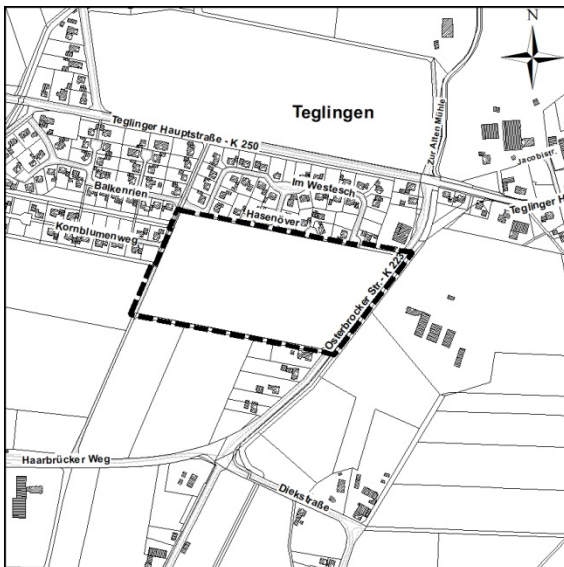 N
Teglingen
Teglinger Hauptstraße - K 250
Zur Alten Mühle
Jacobistr.
Im Westesch
Balkenrien
Teglinger H
Hasenöver
Kornblumenweg
Osterbrocker Str. - K 223
Haarbrücker Weg
Diekstraße